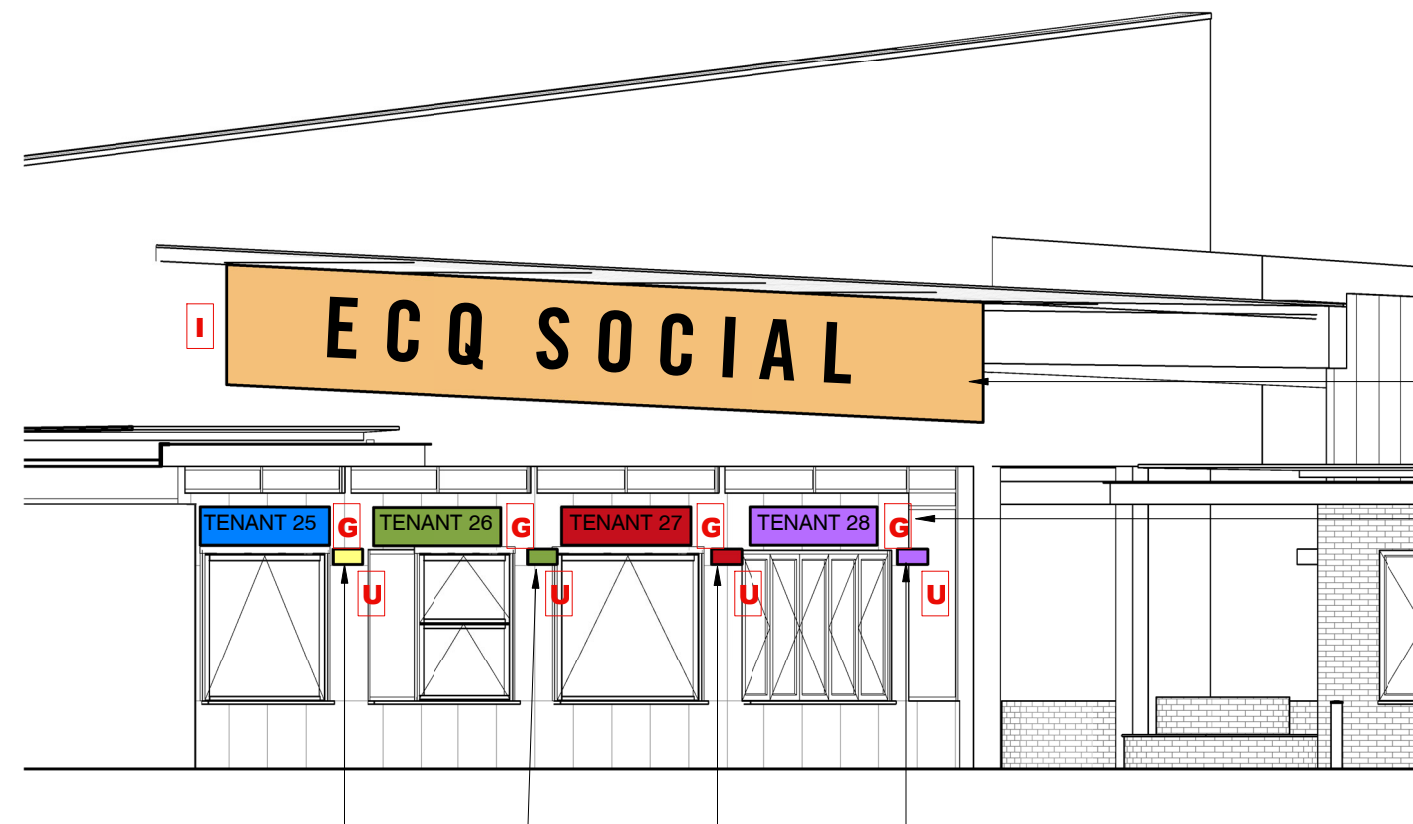 I
ECQ SOCIAL
TENANT 25 G TENANT 26 G TENANT 27 G TENANT 28 G
U U U U